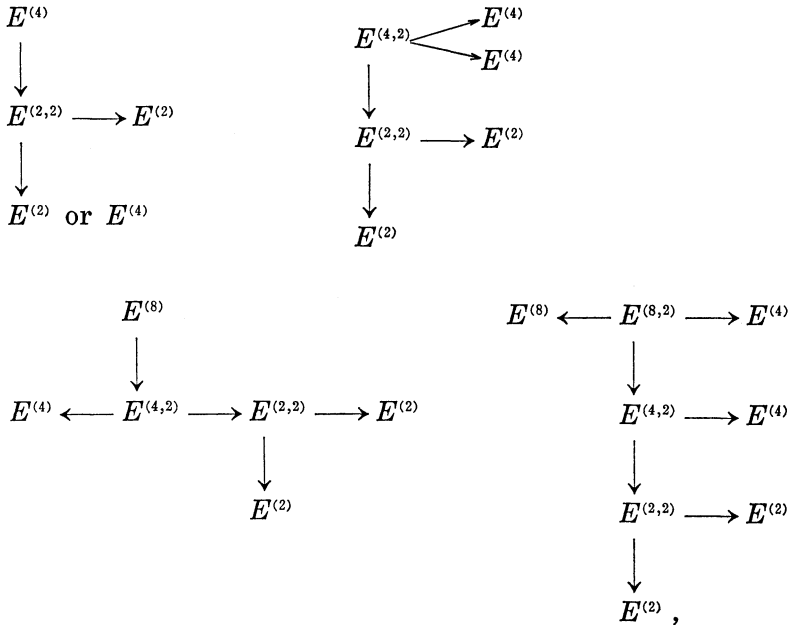 E^(4)
E^(2,2) → E^(2)
E^(2) or E^(4)
E^(4,2) E^(4)
E^(4)
E^(2,2) → E^(2)
E^(2)
E^(8)
E^(4) ← E^(4,2) → E^(2,2) → E^(2)
E^(2)
E^(8) ← E^(8,2) → E^(4)
E^(4,2) → E^(4)
E^(2,2) → E^(2)
E^(2) ,